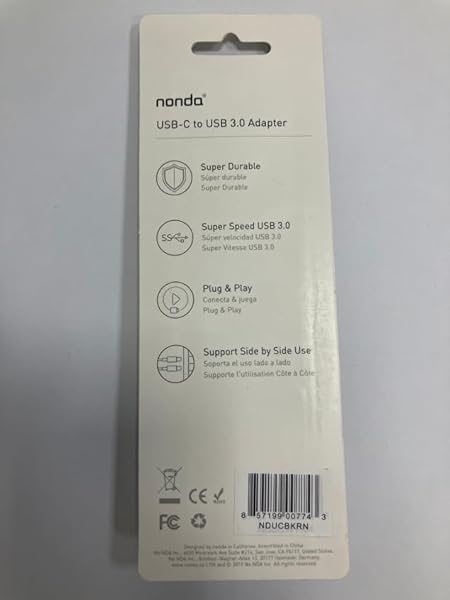 nonda®
USB-C to USB 3.0 Adapter
Super Durable
Súper durable
Super Durable
Super Speed USB 3.0
SS
Súper velocidad USB 3.0
Super Vitesse USB 3.0
Plug & Play
Conecta & juega
Plug & Play
Support Side by Side Use
Soporta el uso lado a lado
Supporte l'utilisation Côte à Côte
CE
RoHS
FC
8 57199 00774 3
NDUCBKRN
Designed by nonda in California. Assembled in China